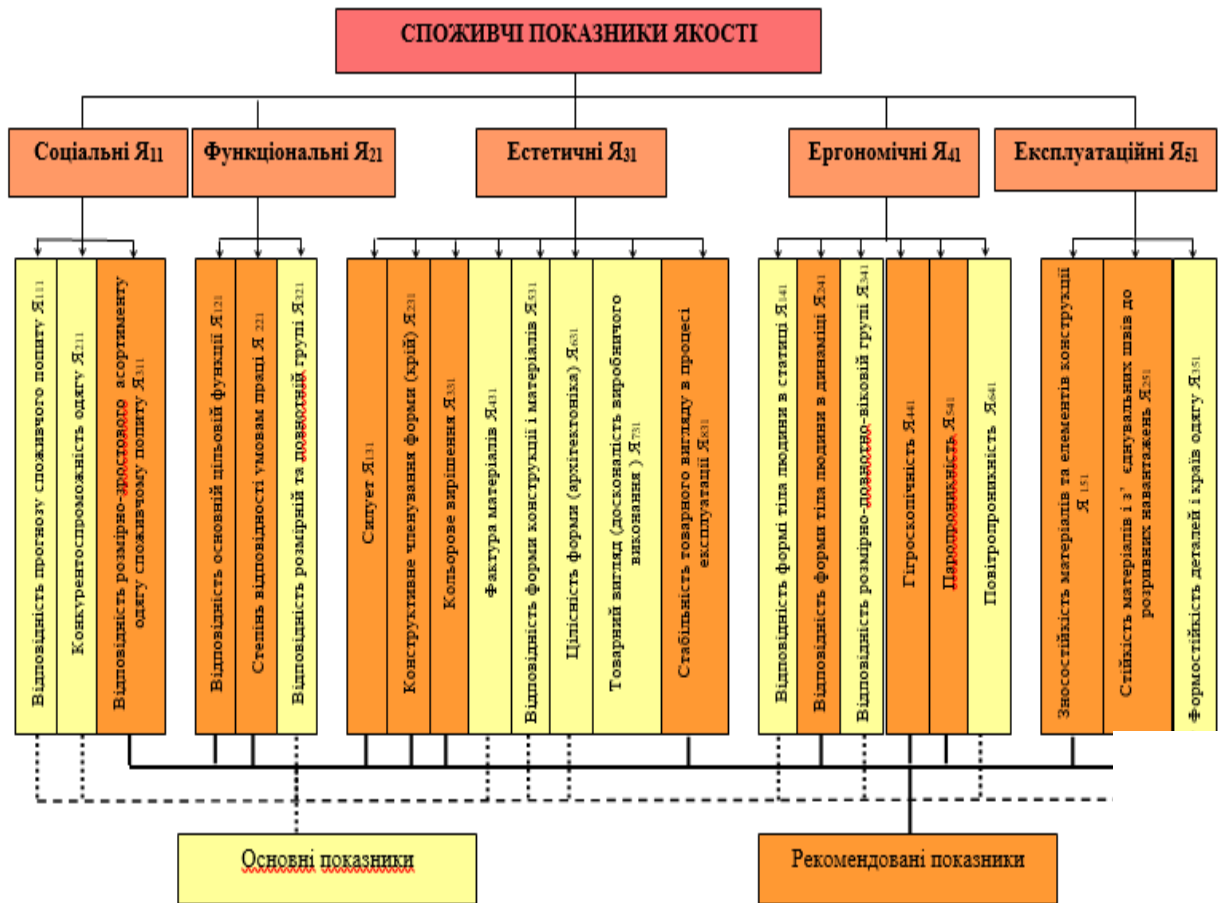 СПОЖИВЧІ ПОКАЗНИКИ ЯКОСТІ
Соціальні Я11
Функціональні Я21
Естетичні Я31
Ергономічні Я41
Експлуатаційні Я51
Відповідність прогнозу споживчого попиту Я111
Конкурентоспроможність одягу Я211
Відповідність розмірно-зростового асортименту
одягу споживчому попиту Я311
Відповідність основній цільовій функції Я121
Степінь відповідності умовам праці Я 221
Відповідність розмірній та повнотній групі Я321
Силует Я131
Конструктивне членування форми (крій) Я231
Кольорове вирішення Я331
Фактура матеріалів Я431
Відповідність форми конструкції і матеріалів Я531
Цілісність форми (архітектоніка) Я631
Товарний вигляд (досконалість виробничого
виконання ) Я731
Стабільність товарного вигляду в процесі
експлуатації Я831
Відповідність формі тіла людини в статиці Я141
Відповідність форми тіла людини в динаміці Я241
Відповідність розмірно-повнотно-віковій групі Я341
Гігроскопічність Я441
Паропроникність Я541
Повітропроникність Я641
Зносостійкість матеріалів та елементів конструкції
Я 151
Стійкість матеріалів і з’ єднувальних швів до
розривних навантажень Я251
Формостійкість деталей і країв одягу Я351
Основні показники
Рекомендовані показники